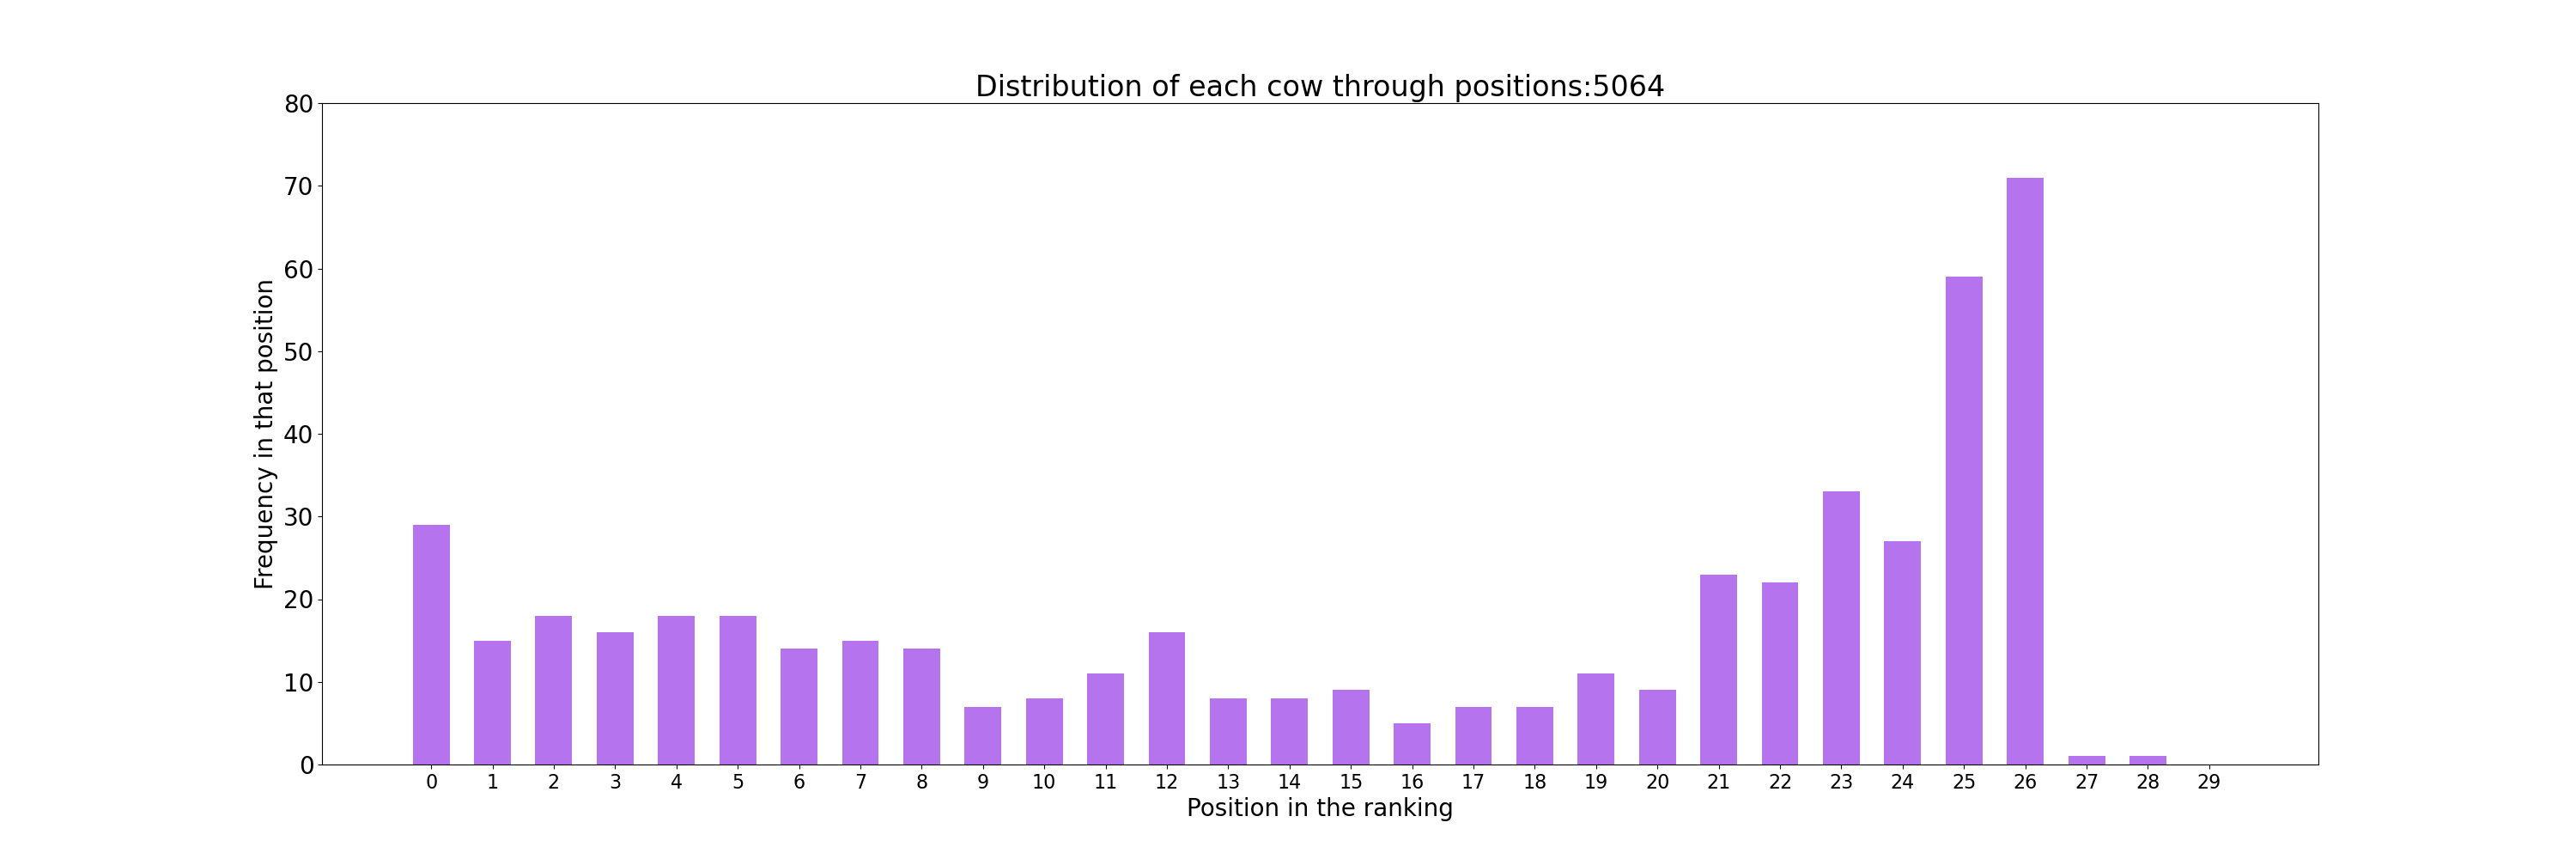 Distribution of each cow through positions:5064
80
70
60
50
40
30
20
10
0
Frequency in that position
0 1 2 3 4 5 6 7 8 9 10 11 12 13 14 15 16 17 18 19 20 21 22 23 24 25 26 27 28 29
Position in the ranking